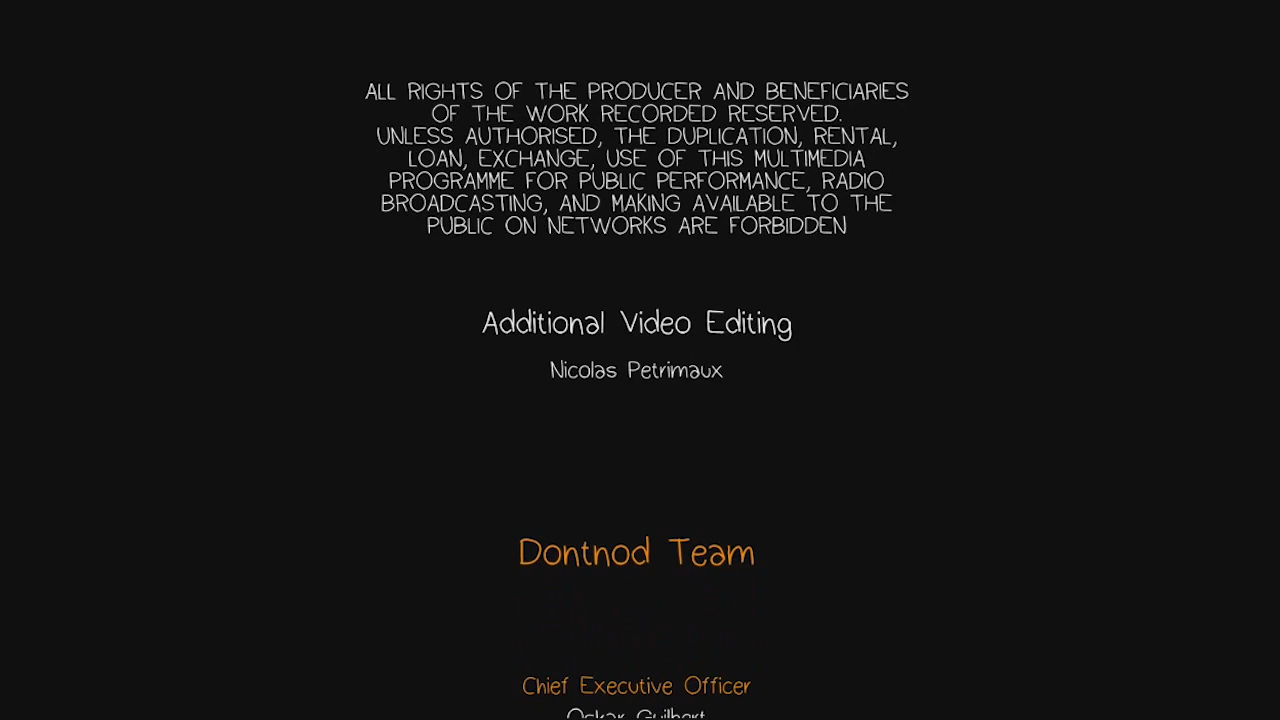 ALL RIGHTS OF THE PRODUCER AND BENEFICIARIES
OF THE WORK RECORDED RESERVED.
UNLESS AUTHORISED, THE DUPLICATION, RENTAL,
LOAN, EXCHANGE, USE OF THIS MULTIMEDIA
PROGRAMME FOR PUBLIC PERFORMANCE, RADIO
BROADCASTING, AND MAKING AVAILABLE TO THE
PUBLIC ON NETWORKS ARE FORBIDDEN
Additional Video Editing
Nicolas Petrimaux
Dontnod Team
Chief Executive Officer
Oskar Guilbert